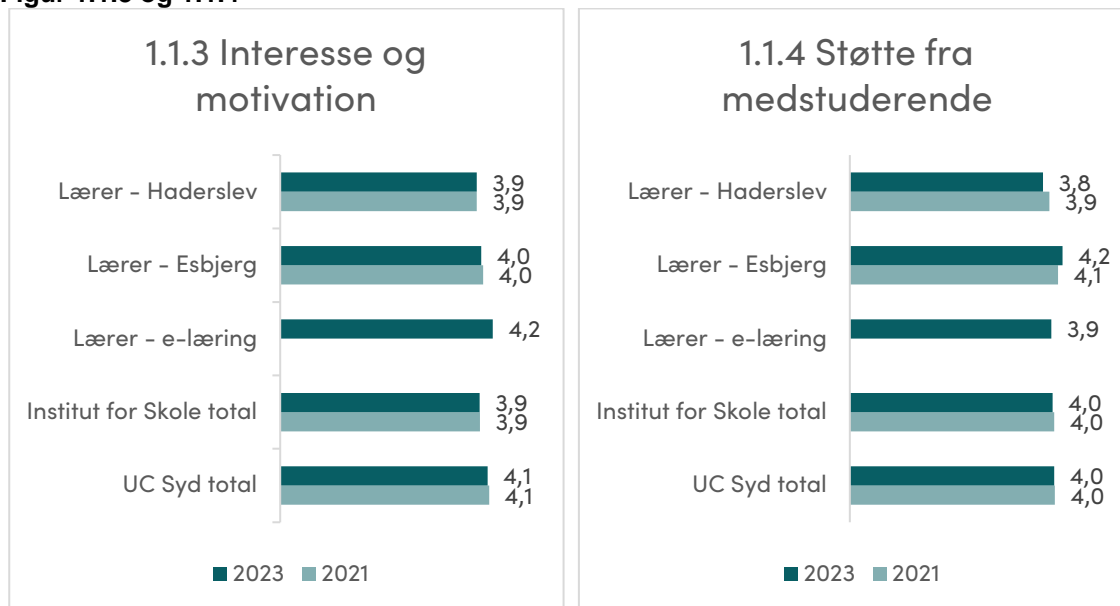 1.1.3 Interesse og
motivation
Lærer - Haderslev
3,9
3,9
Lærer - Esbjerg
4,0
4,0
Lærer - e-læring
4,2
Institut for Skole total
3,9
3,9
UC Syd total
4,1
4,1
2023 2021
1.1.4 Støtte fra
medstuderende
Lærer - Haderslev
3,8
3,9
Lærer - Esbjerg
4,2
4,1
Lærer - e-læring
3,9
Institut for Skole total
4,0
4,0
UC Syd total
4,0
4,0
2023 2021